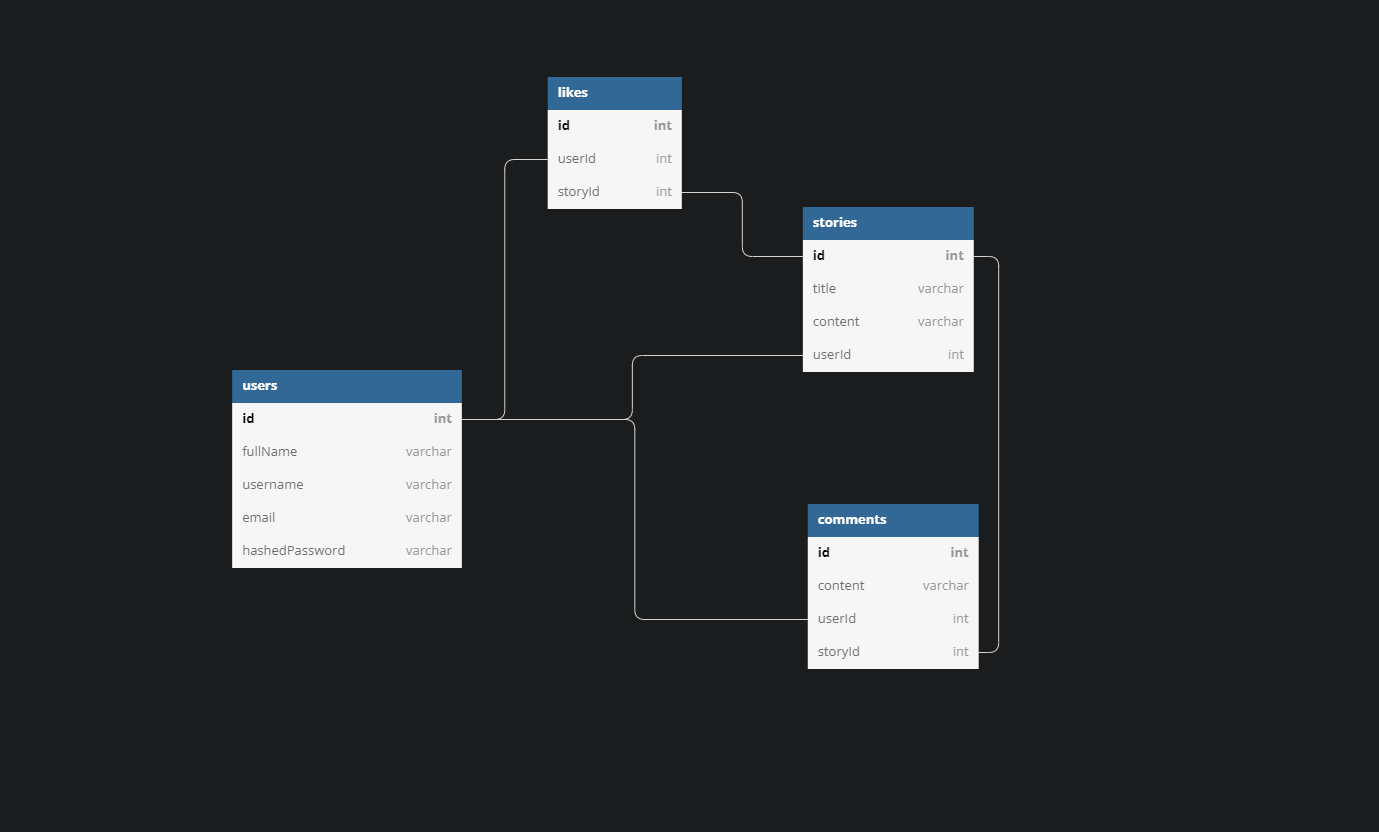 likes
id int
userId int
storyId int
stories
id int
title varchar
content varchar
userId int
users
id int
fullName varchar
username varchar
email varchar
hashedPassword varchar
comments
id int
content varchar
userId int
storyId int